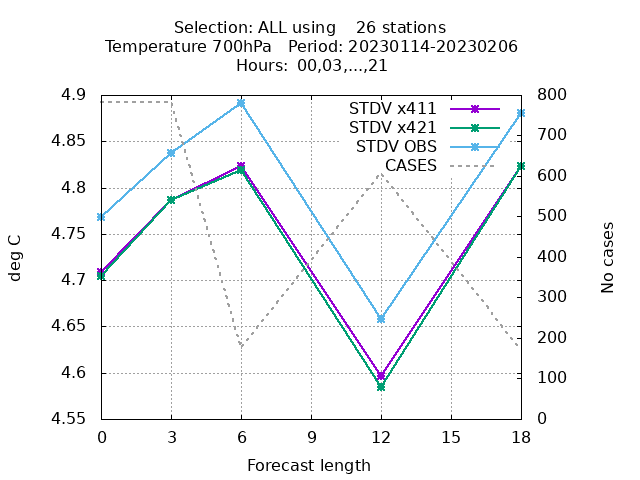 Selection: ALL using    26 stations
Temperature 700hPa   Period: 20230114-20230206
Hours: 00,03,...,21
STDV x411
STDV x421
STDV OBS
CASES
4.9
4.85
4.8
4.75
4.7
4.65
4.6
4.55
deg C
800
700
600
500
400
300
200
100
0
No cases
0 3 6 9 12 15 18
Forecast length